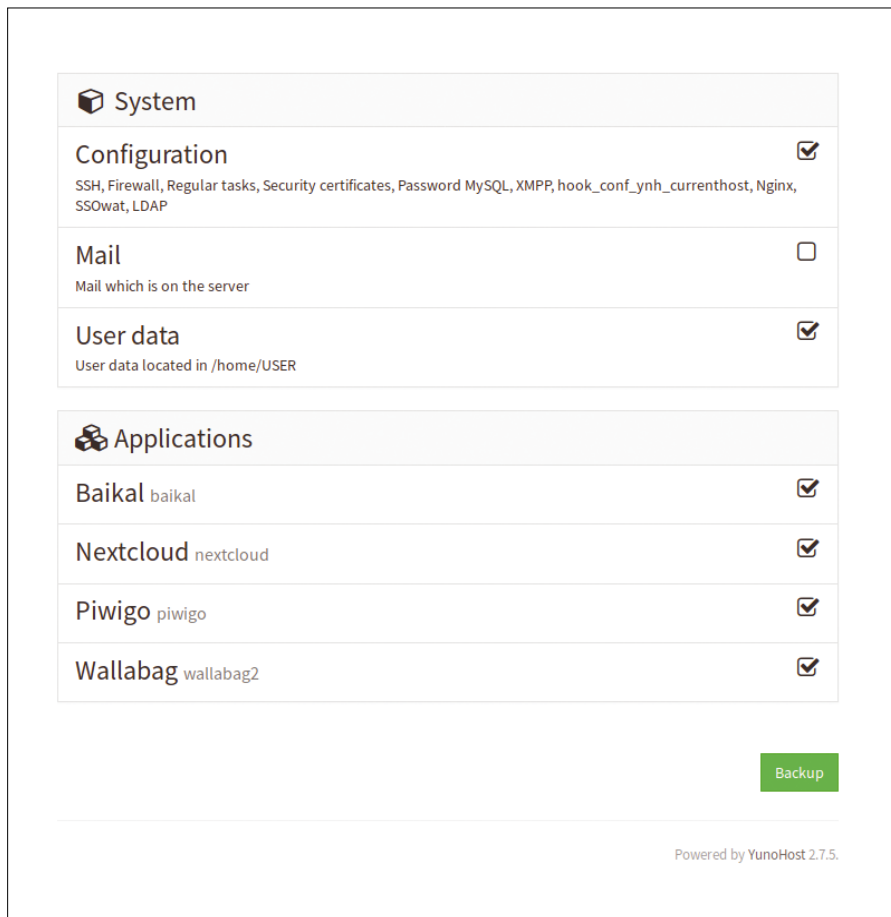 System
Configuration
SSH, Firewall, Regular tasks, Security certificates, Password MySQL, XMPP, hook_conf_ynh_currenthost, Nginx,
SSOwat, LDAP
Mail
Mail which is on the server
User data
User data located in /home/USER
Applications
Baikal baikal
Nextcloud nextcloud
Piwigo piwigo
Wallabag wallabag2
Backup
Powered by YunoHost 2.7.5.